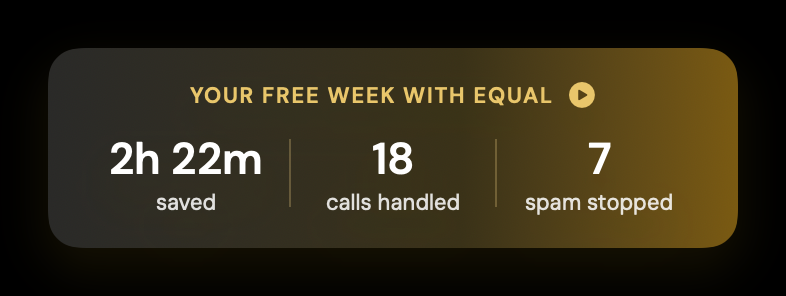 YOUR FREE WEEK WITH EQUAL
2h 22m 18 7
saved calls handled spam stopped